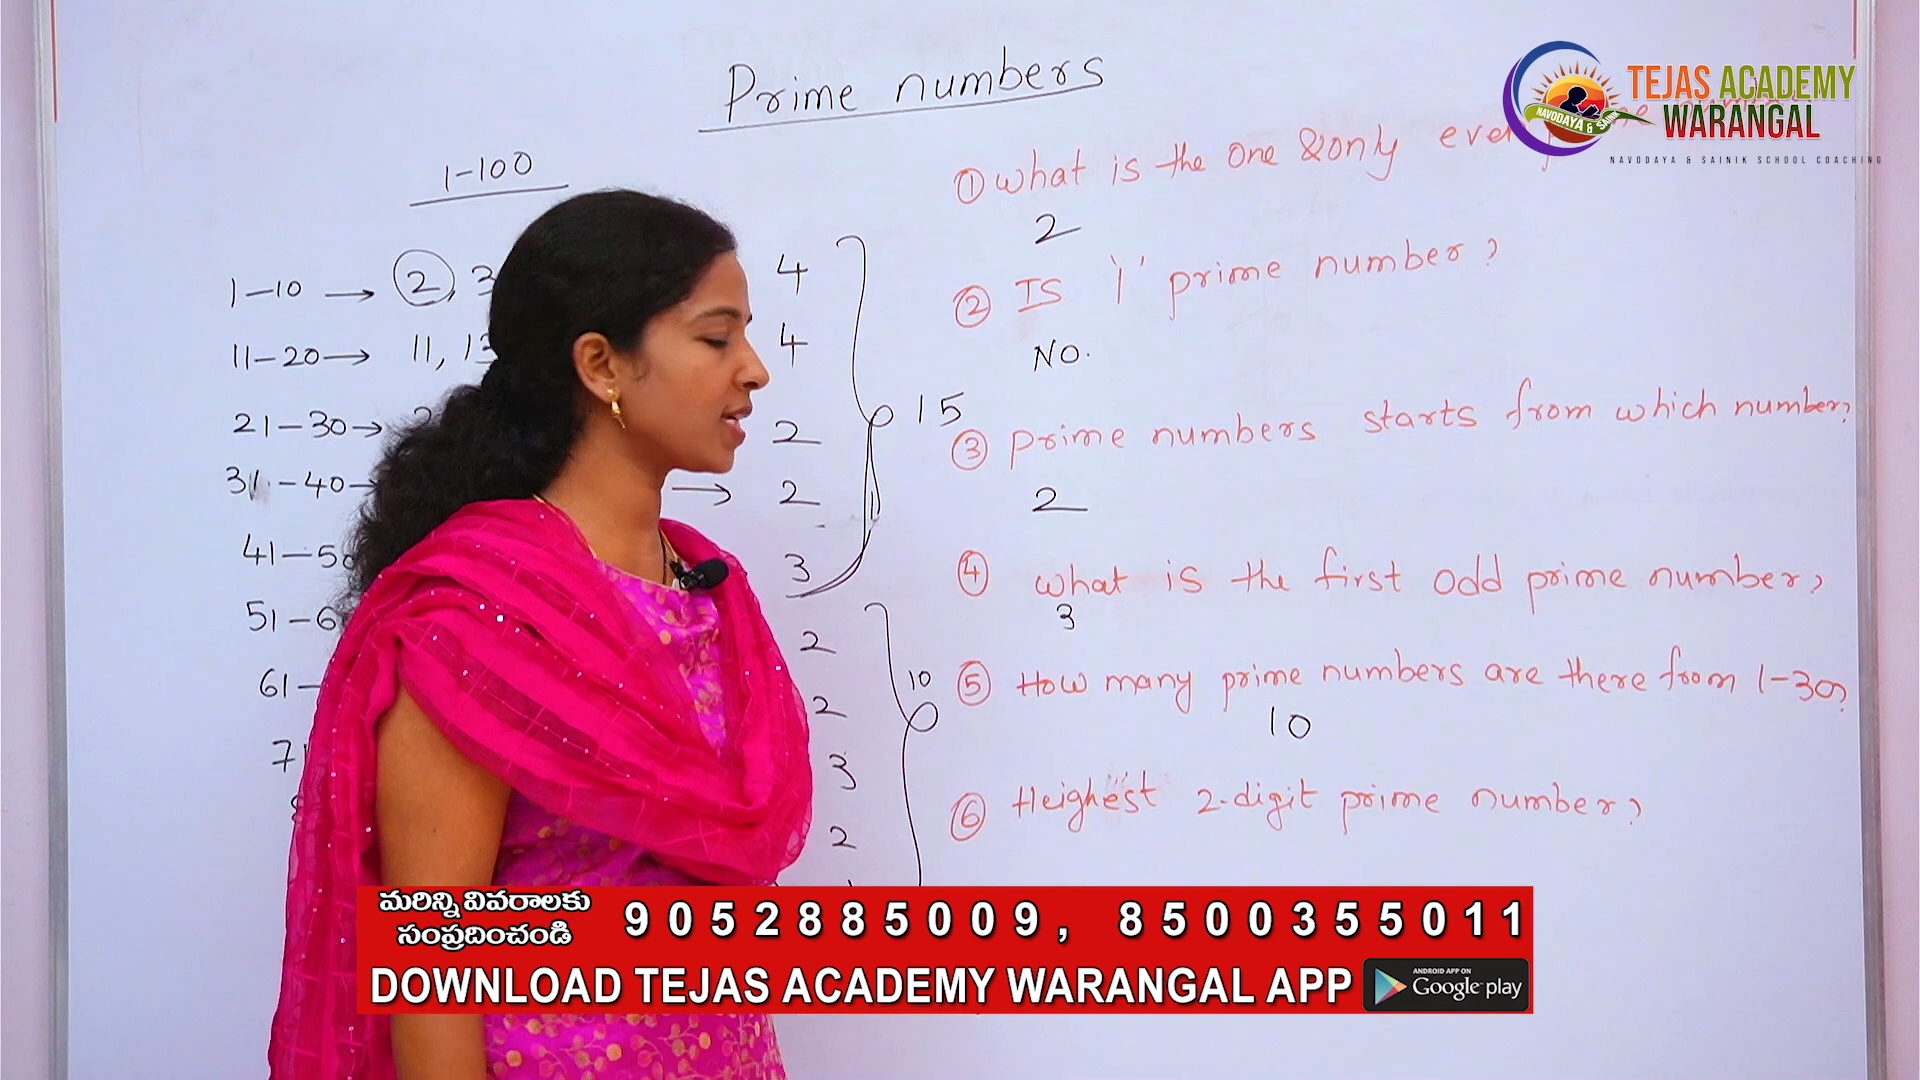 Prime numbers
1-100
1-10 → 2, 3 4
11-20 → 11, 13 4
21-30 → 2 2
31-40 → → 2
41-50 3
51-6 2
61- 2
7 3
2
15
10
① What is the one & only even
2
② IS '1' prime number?
NO.
③ prime numbers starts from which number?
2
④ what is the first odd prime number?
3
⑤ How many prime numbers are there from 1-30?
10
⑥ Heighest 2-digit prime number?
TEJAS ACADEMY
WARANGAL
NAVODAYA & SAINIK
NAVODAYA & SAINIK SCHOOL COACHING
మరిన్ని వివరాలకు
సంప్రదించండి
9052885009, 8500355011
DOWNLOAD TEJAS ACADEMY WARANGAL APP
ANDROID APP ON
Google play